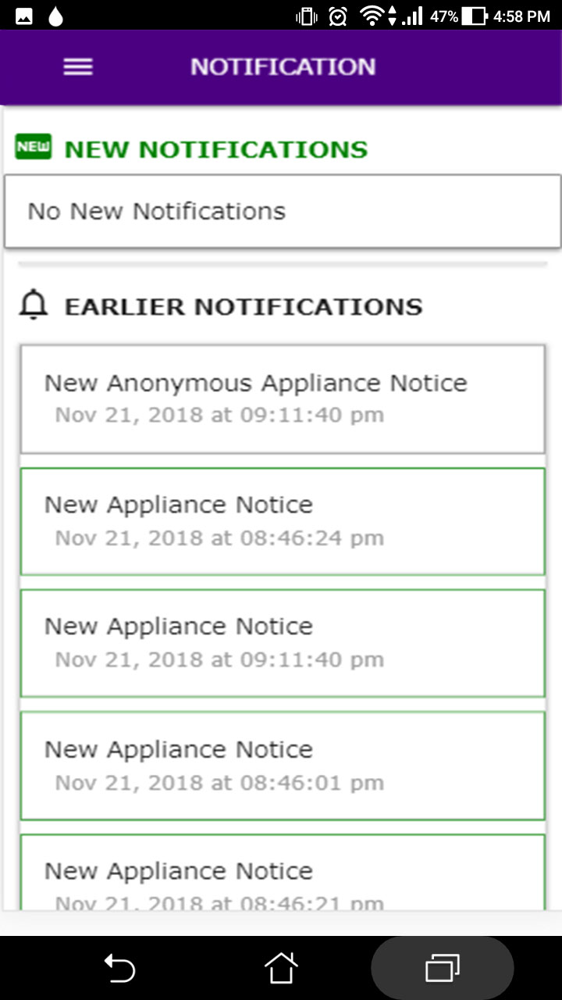 47% 4:58 PM
NOTIFICATION
NEW NEW NOTIFICATIONS
No New Notifications
EARLIER NOTIFICATIONS
New Anonymous Appliance Notice
Nov 21, 2018 at 09:11:40 pm
New Appliance Notice
Nov 21, 2018 at 08:46:24 pm
New Appliance Notice
Nov 21, 2018 at 09:11:40 pm
New Appliance Notice
Nov 21, 2018 at 08:46:01 pm
New Appliance Notice
Nov 21, 2018 at 08:46:21 pm